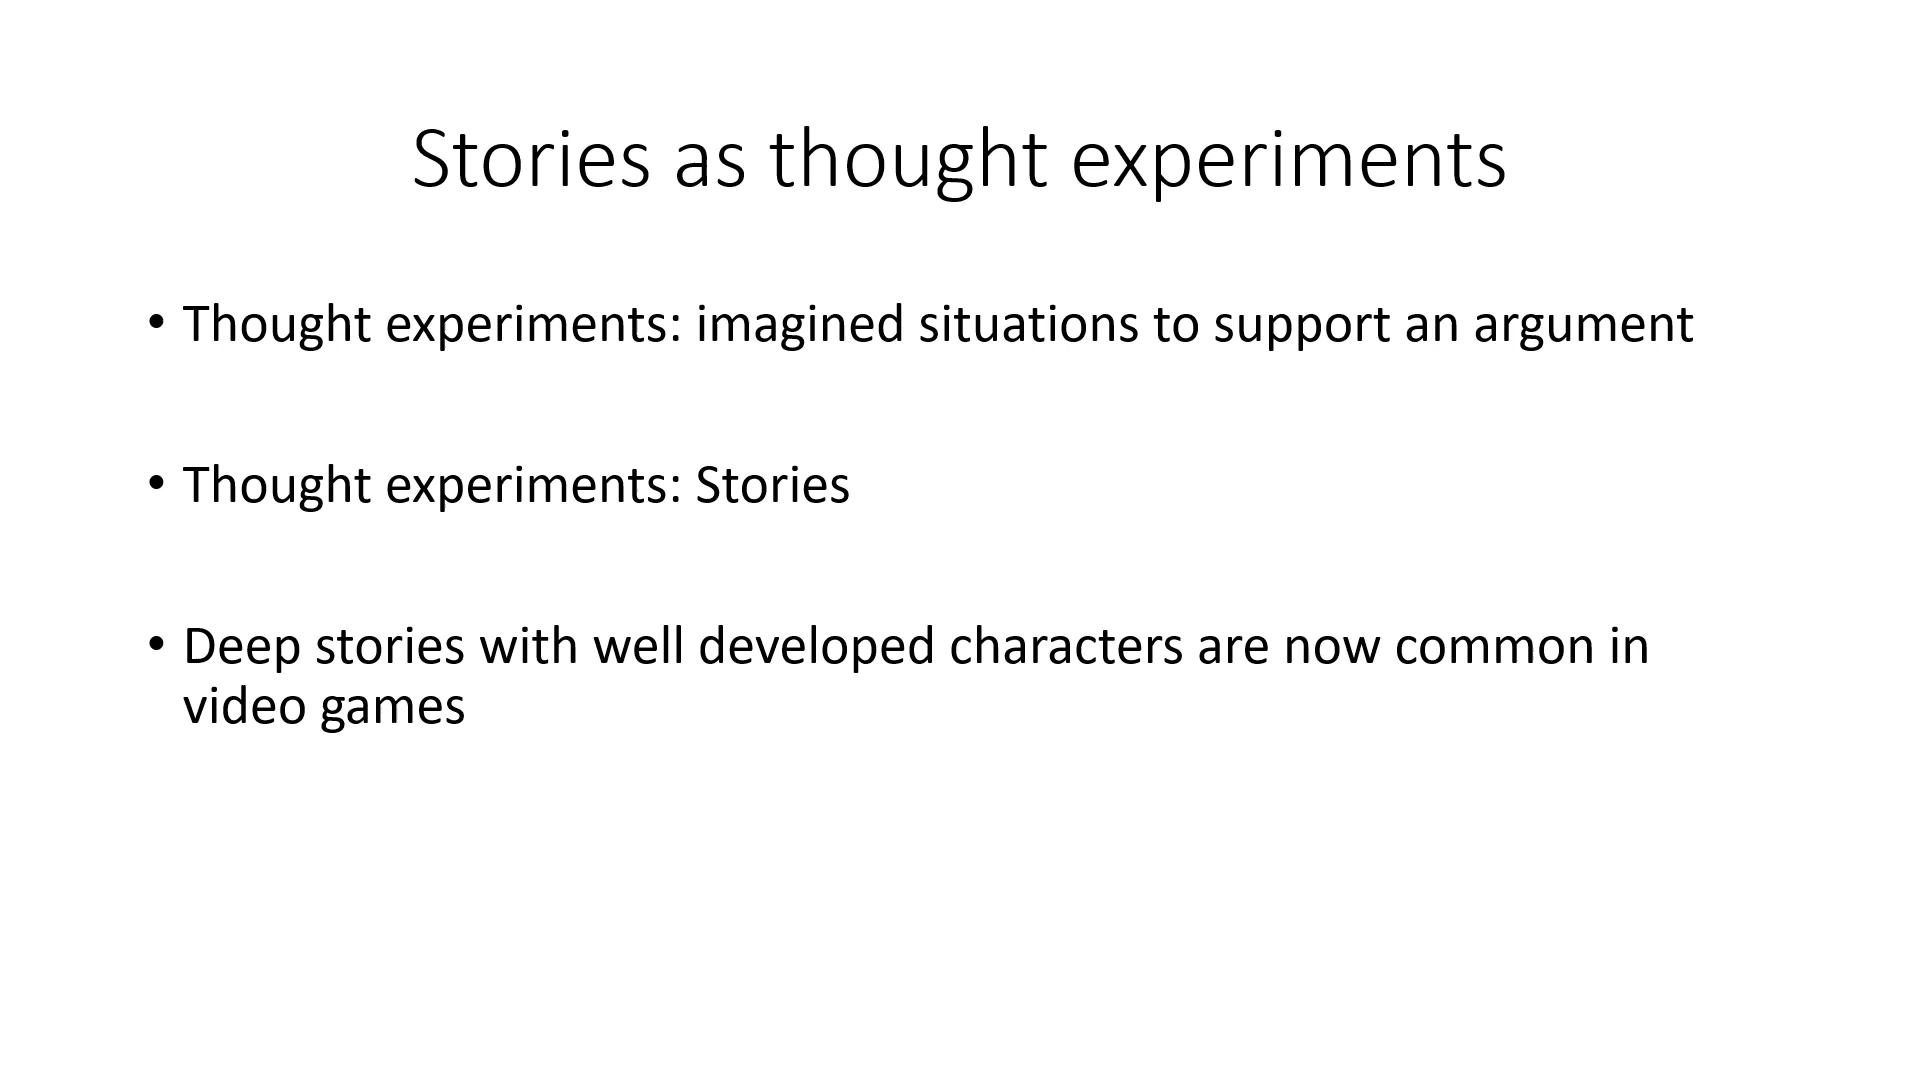 Stories as thought experiments
• Thought experiments: imagined situations to support an argument
• Thought experiments: Stories
• Deep stories with well developed characters are now common in
video games